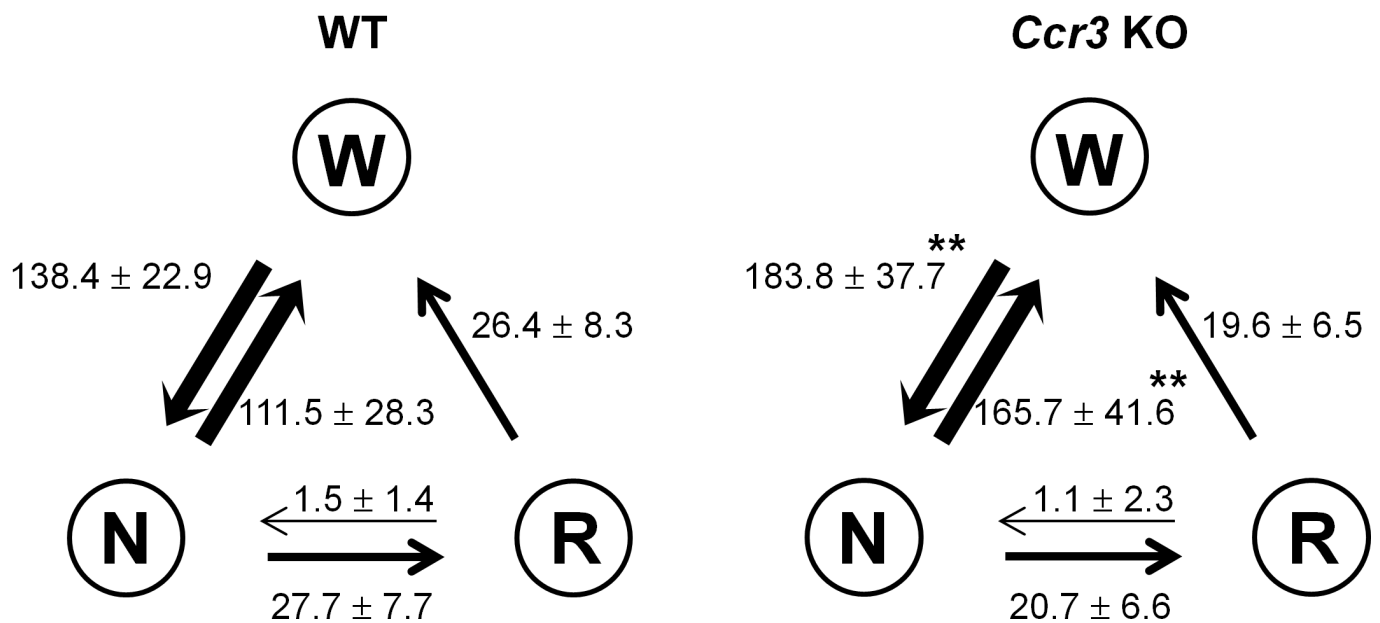 WT
W
138.4 ± 22.9
26.4 ± 8.3
111.5 ± 28.3
1.5 ± 1.4
N
R
27.7 ± 7.7
Ccr3 KO
W
183.8 ± 37.7**
19.6 ± 6.5
165.7 ± 41.6**
1.1 ± 2.3
N
R
20.7 ± 6.6